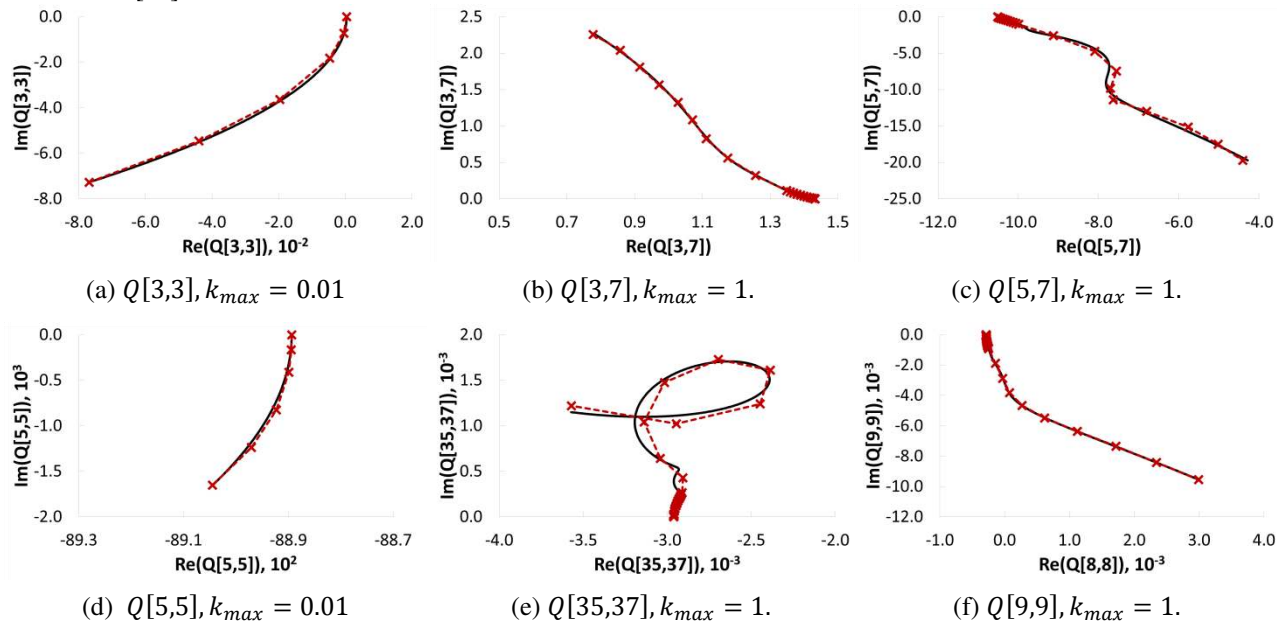 0.0
-2.0
-4.0
-6.0
-8.0
-8.0 -6.0 -4.0 -2.0 0.0 2.0
Im(Q[3,3])
Re(Q[3,3]), 10⁻²
(a) Q[3,3], k_max = 0.01
2.5
2.0
1.5
1.0
0.5
0.0
0.5 0.7 0.9 1.1 1.3 1.5
Im(Q[3,7])
Re(Q[3,7])
(b) Q[3,7], k_max = 1.
0.0
-5.0
-10.0
-15.0
-20.0
-25.0
-12.0 -10.0 -8.0 -6.0 -4.0
Im(Q[5,7])
Re(Q[5,7])
(c) Q[5,7], k_max = 1.
0.0
-0.5
-1.0
-1.5
-2.0
-89.3 -89.1 -88.9 -88.7
Im(Q[5,5]), 10³
Re(Q[5,5]), 10²
(d) Q[5,5], k_max = 0.01
2.0
1.5
1.0
0.5
0.0
-4.0 -3.5 -3.0 -2.5 -2.0
Im(Q[35,37]), 10⁻³
Re(Q[35,37]), 10⁻³
(e) Q[35,37], k_max = 1.
0.0
-2.0
-4.0
-6.0
-8.0
-10.0
-12.0
-1.0 0.0 1.0 2.0 3.0 4.0
Im(Q[9,9]), 10⁻³
Re(Q[8,8]), 10⁻³
(f) Q[9,9], k_max = 1.